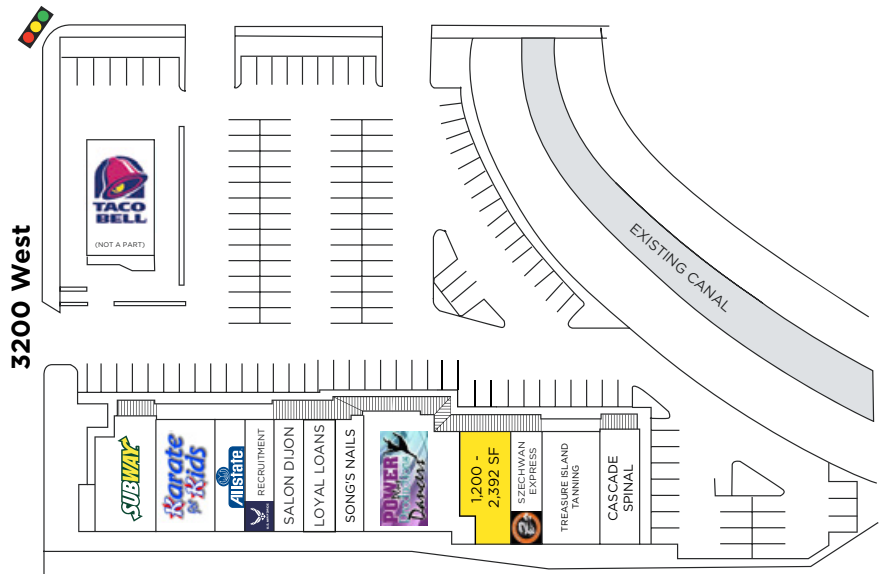 3200 West
TACO
BELL
(NOT A PART)
EXISTING CANAL
SUBWAY
Karate
for Kids
Allstate
RECRUITMENT
SALON DIJON
LOYAL LOANS
SONG'S NAILS
POWER
Dancers
1,200 -
2,392 SF
SZECHWAN
EXPRESS
TREASURE ISLAND
TANNING
CASCADE
SPINAL